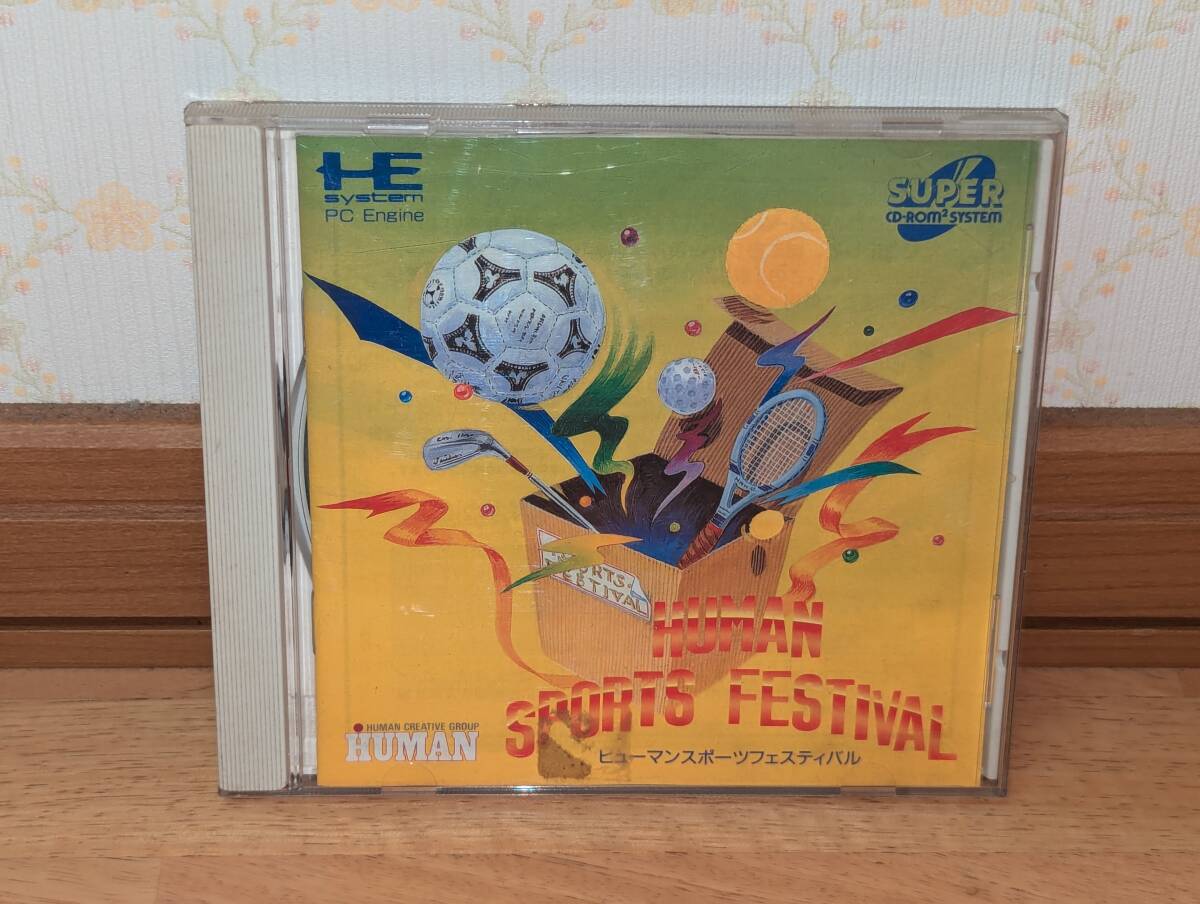 HE
system
PC Engine
SUPER
CD-ROM² SYSTEM
SPORTS
FESTIVAL
HUMAN
SPORTS FESTIVAL
ヒューマンスポーツフェスティバル
HUMAN CREATIVE GROUP
HUMAN